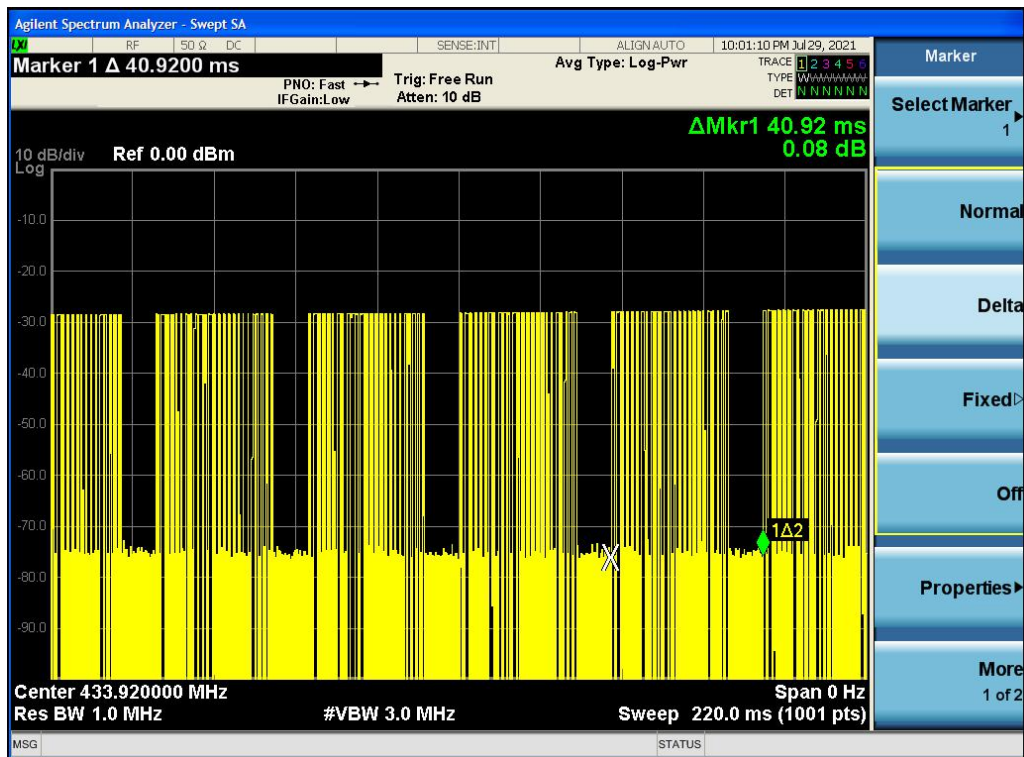 Agilent Spectrum Analyzer - Swept SA
LXI RF 50 Ω DC SENSE:INT ALIGN AUTO 10:01:10 PM Jul 29, 2021
Marker 1 Δ 40.9200 ms
PNO: Fast
IFGain:Low
Trig: Free Run
Atten: 10 dB
Avg Type: Log-Pwr
TRACE 1 2 3 4 5 6
TYPE WWWWWW
DET N N N N N N
ΔMkr1 40.92 ms
0.08 dB
10 dB/div Ref 0.00 dBm
Log
-10.0
-20.0
-30.0
-40.0
-50.0
-60.0
-70.0
-80.0
-90.0
1Δ2
Center 433.920000 MHz Span 0 Hz
Res BW 1.0 MHz #VBW 3.0 MHz Sweep 220.0 ms (1001 pts)
MSG STATUS
Marker
Select Marker
1
Normal
Delta
Fixed
Off
Properties
More
1 of 2